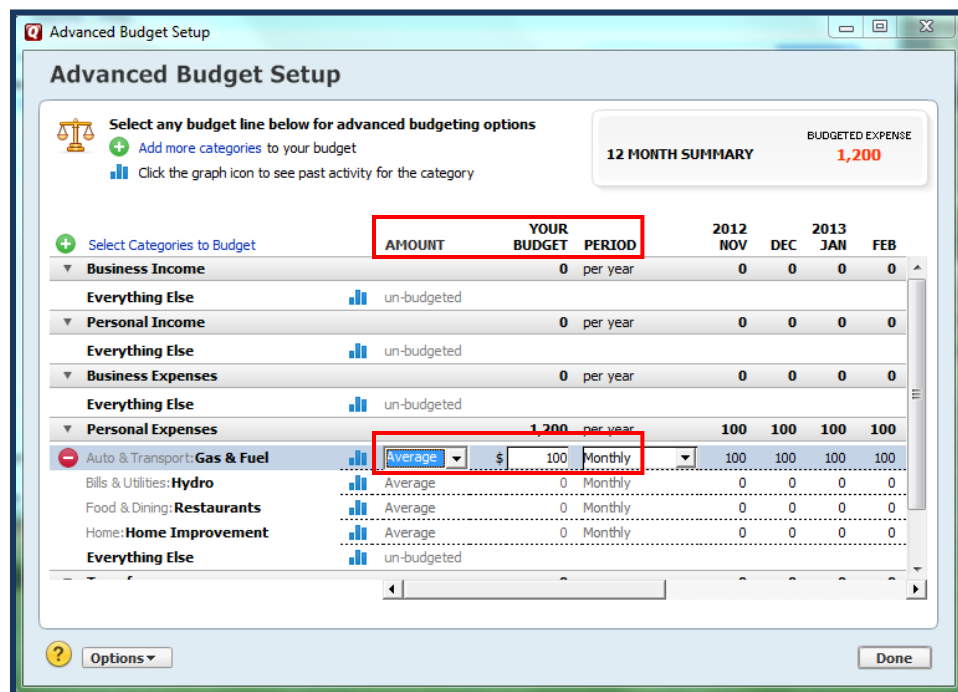 Advanced Budget Setup
Advanced Budget Setup
Select any budget line below for advanced budgeting options
Add more categories to your budget
Click the graph icon to see past activity for the category
12 MONTH SUMMARY
BUDGETED EXPENSE
1,200
Select Categories to Budget AMOUNT YOUR BUDGET PERIOD 2012 NOV DEC 2013 JAN FEB
Business Income 0 per year 0 0 0 0
Everything Else un-budgeted
Personal Income 0 per year 0 0 0 0
Everything Else un-budgeted
Business Expenses 0 per year 0 0 0 0
Everything Else un-budgeted
Personal Expenses 1,200 per year 100 100 100 100
Auto & Transport:Gas & Fuel Average $ 100 Monthly 100 100 100 100
Bills & Utilities:Hydro Average 0 Monthly 0 0 0 0
Food & Dining:Restaurants Average 0 Monthly 0 0 0 0
Home:Home Improvement Average 0 Monthly 0 0 0 0
Everything Else un-budgeted
? Options Done